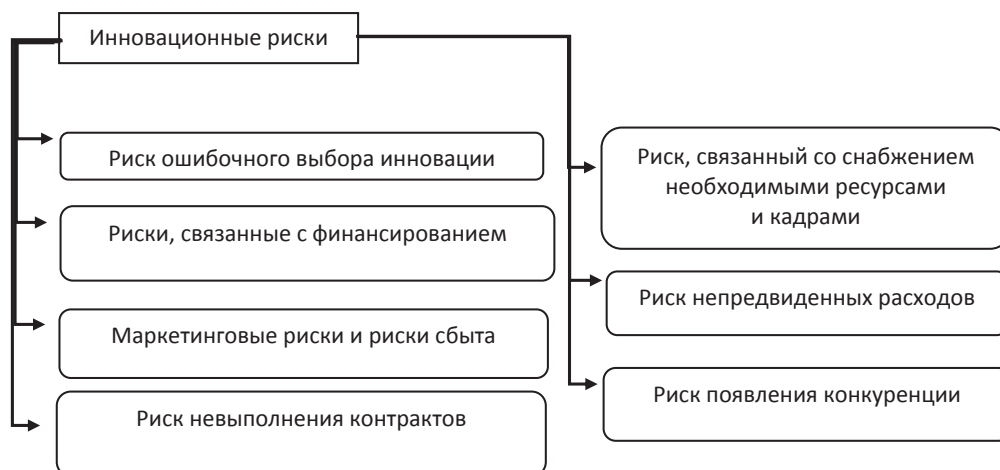 Инновационные риски
Риск ошибочного выбора инновации
Риски, связанные с финансированием
Маркетинговые риски и риски сбыта
Риск невыполнения контрактов
Риск, связанный со снабжением
необходимыми ресурсами
и кадрами
Риск непредвиденных расходов
Риск появления конкуренции